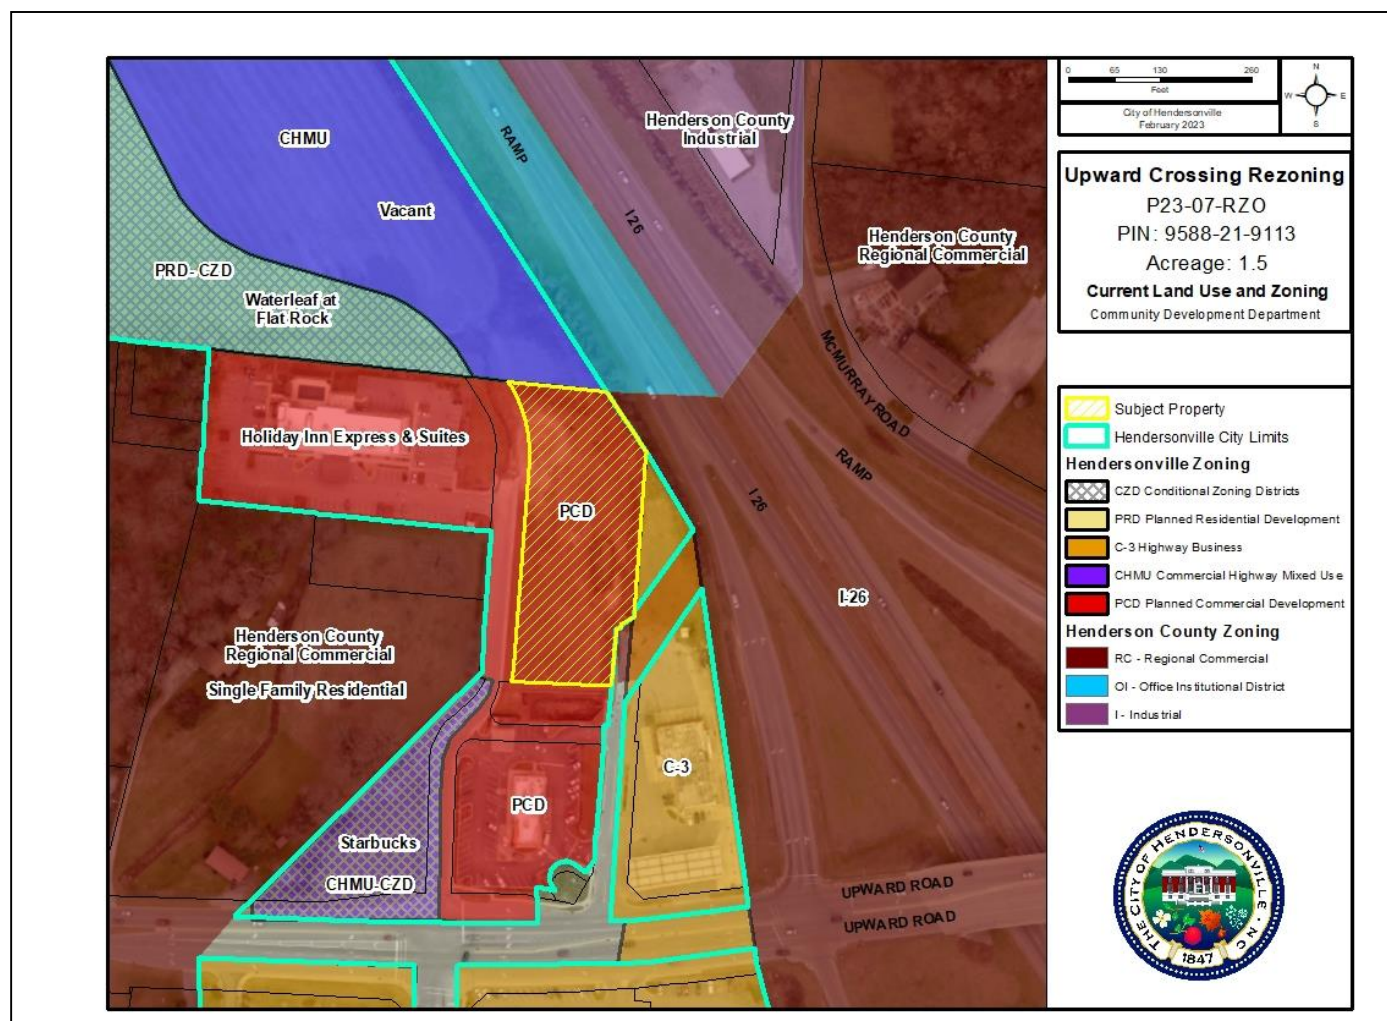 CHMU
Vacant
PRD- CZD
Waterleaf at
Flat Rock
RAMP
I 26
Henderson County
Industrial
Henderson County
Regional Commercial
MCMURRAY ROAD
RAMP
I 26
I-26
Holiday Inn Express & Suites
PCD
Henderson County
Regional Commercial
Single Family Residential
C-3
PCD
Starbucks
CHMU-CZD
UPWARD ROAD
UPWARD ROAD
0 65 130 260
Feet
City of Hendersonville
February 2023
N
W E
S
Upward Crossing Rezoning
P23-07-RZO
PIN: 9588-21-9113
Acreage: 1.5
Current Land Use and Zoning
Community Development Department
Subject Property
Hendersonville City Limits
Hendersonville Zoning
CZD Conditional Zoning Districts
PRD Planned Residential Development
C-3 Highway Business
CHMU Commercial Highway Mixed Use
PCD Planned Commercial Development
Henderson County Zoning
RC - Regional Commercial
OI - Office Institutional District
I - Industrial
THE CITY OF HENDERSONVILLE · NC
1847